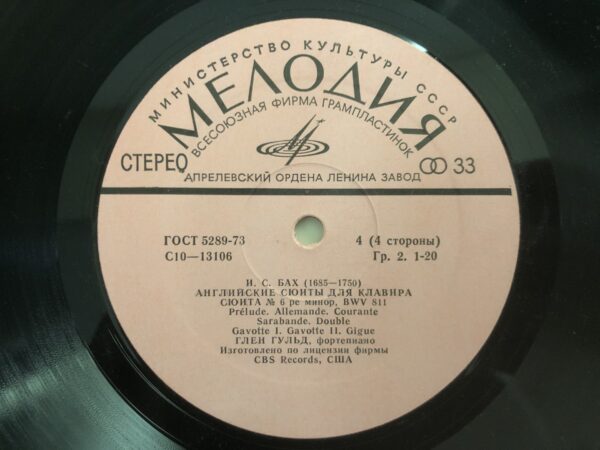 МИНИСТЕРСТВО КУЛЬТУРЫ СССР
МЕЛОДИЯ
ВСЕСОЮЗНАЯ ФИРМА ГРАМПЛАСТИНОК
СТЕРЕО
33
АПРЕЛЕВСКИЙ ОРДЕНА ЛЕНИНА ЗАВОД
ГОСТ 5289-73
4 (4 стороны)
С10—13106
Гр. 2. 1-20
И. С. БАХ (1685—1750)
АНГЛИЙСКИЕ СЮИТЫ ДЛЯ КЛАВИРА
СЮИТА № 6 ре минор, BWV 811
Prélude. Allemande. Courante
Sarabande. Double
Gavotte I. Gavotte II. Gigue
ГЛЕН ГУЛЬД, фортепиано
Изготовлено по лицензии фирмы
CBS Records, США